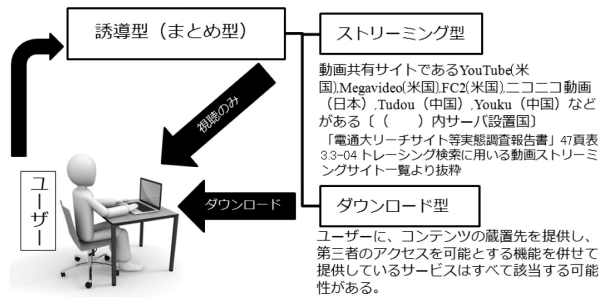 誘導型（まとめ型）
ストリーミング型
動画共有サイトであるYouTube(米
国),Megavideo(米国),FC2(米国),ニコニコ動画
（日本）,Tudou（中国）,Youku（中国）など
がある〔（　　）内サーバ設置国〕
「電通大リーチサイト等実態調査報告書」47頁表
3.3-04 トレーシング検索に用いる動画ストリーミ
ングサイト一覧より抜粋
視聴のみ
ユーザー
ダウンロード
ダウンロード型
ユーザーに、コンテンツの蔵置先を提供し、
第三者のアクセスを可能とする機能を併せて
提供しているサービスはすべて該当する可能
性がある。